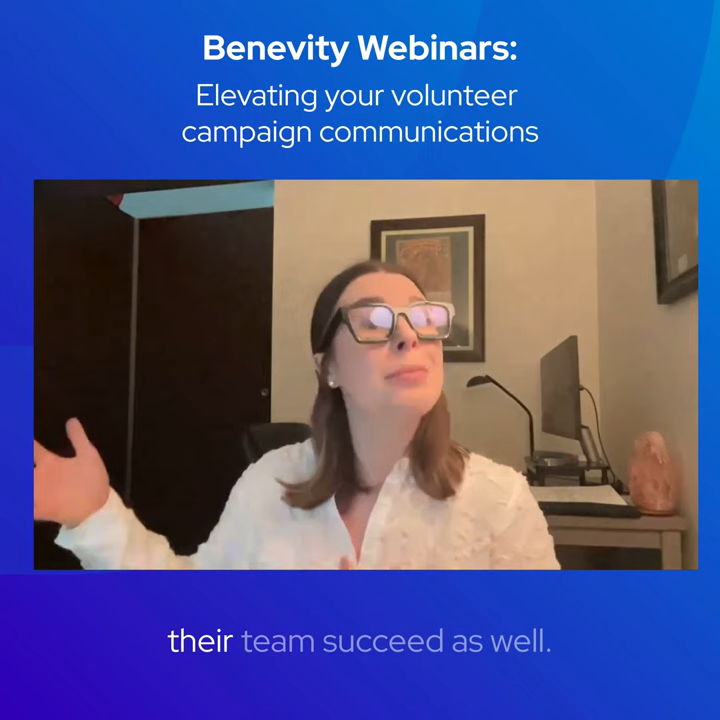 Benevity Webinars:
Elevating your volunteer
campaign communications
their team succeed as well.